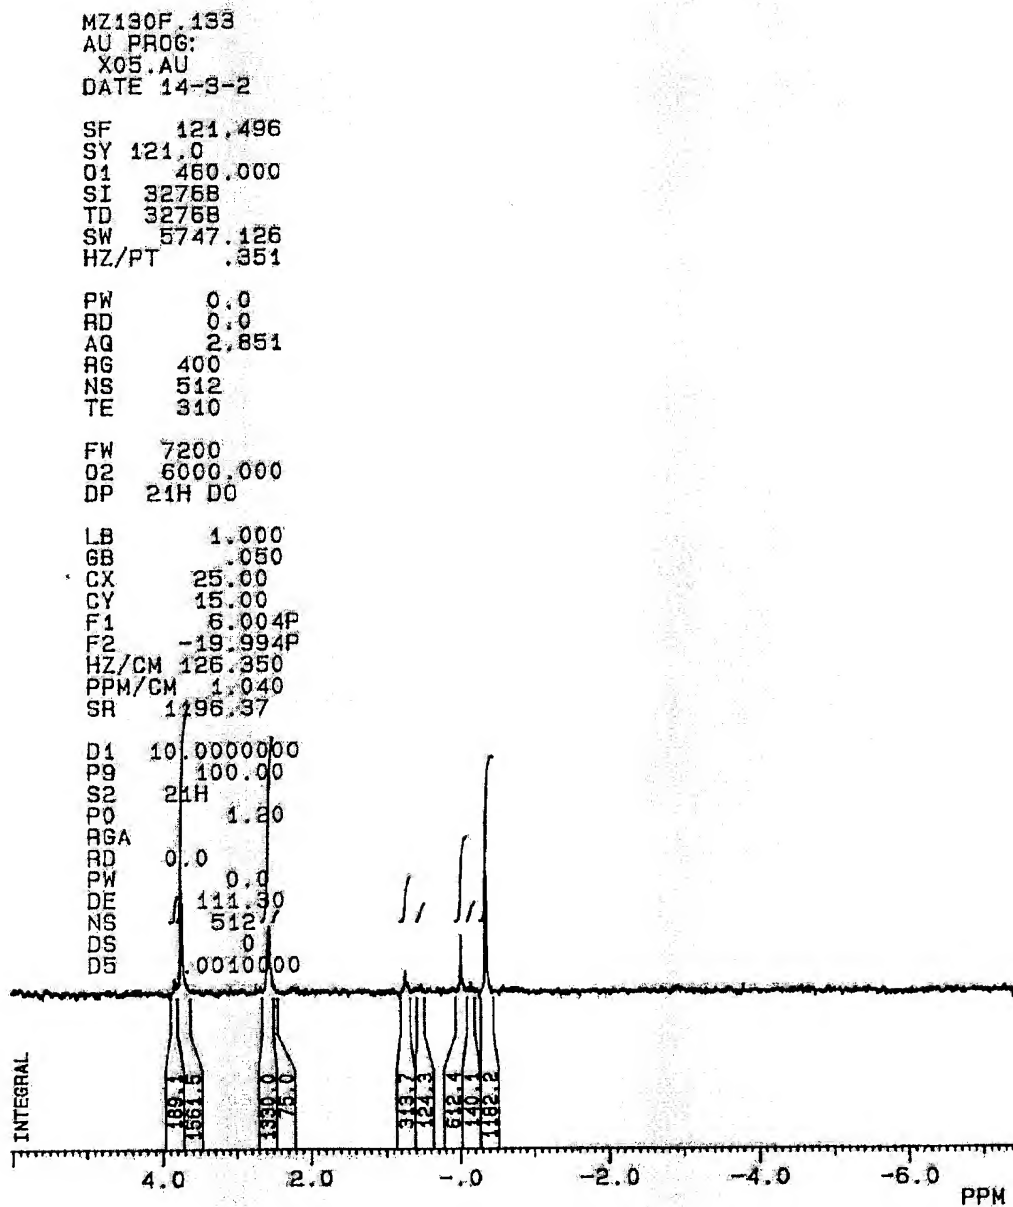 MZ130F.133
AU PROG:
X05.AU
DATE 14-3-2
SF 121.496
SY 121.0
O1 460.000
SI 32768
TD 32768
SW 5747.126
HZ/PT .351
PW 0.0
RD 0.0
AQ 2.851
RG 400
NS 512
TE 310
FW 7200
O2 6000.000
DP 21H DO
LB 1.000
GB .050
CX 25.00
CY 15.00
F1 6.004P
F2 -19.994P
HZ/CM 126.350
PPM/CM 1.040
SR 1196.37
D1 10.0000000
P9 100.00
S2 21H
P0 1.20
RGA
RD 0.0
PW 0.0
DE 111.30
NS 512
DS 0
D5 .0010000
INTEGRAL
189.1
1561.5
1330.0
75.0
313.7
124.3
612.4
140.1
1182.2
4.0 2.0 -.0 -2.0 -4.0 -6.0
PPM